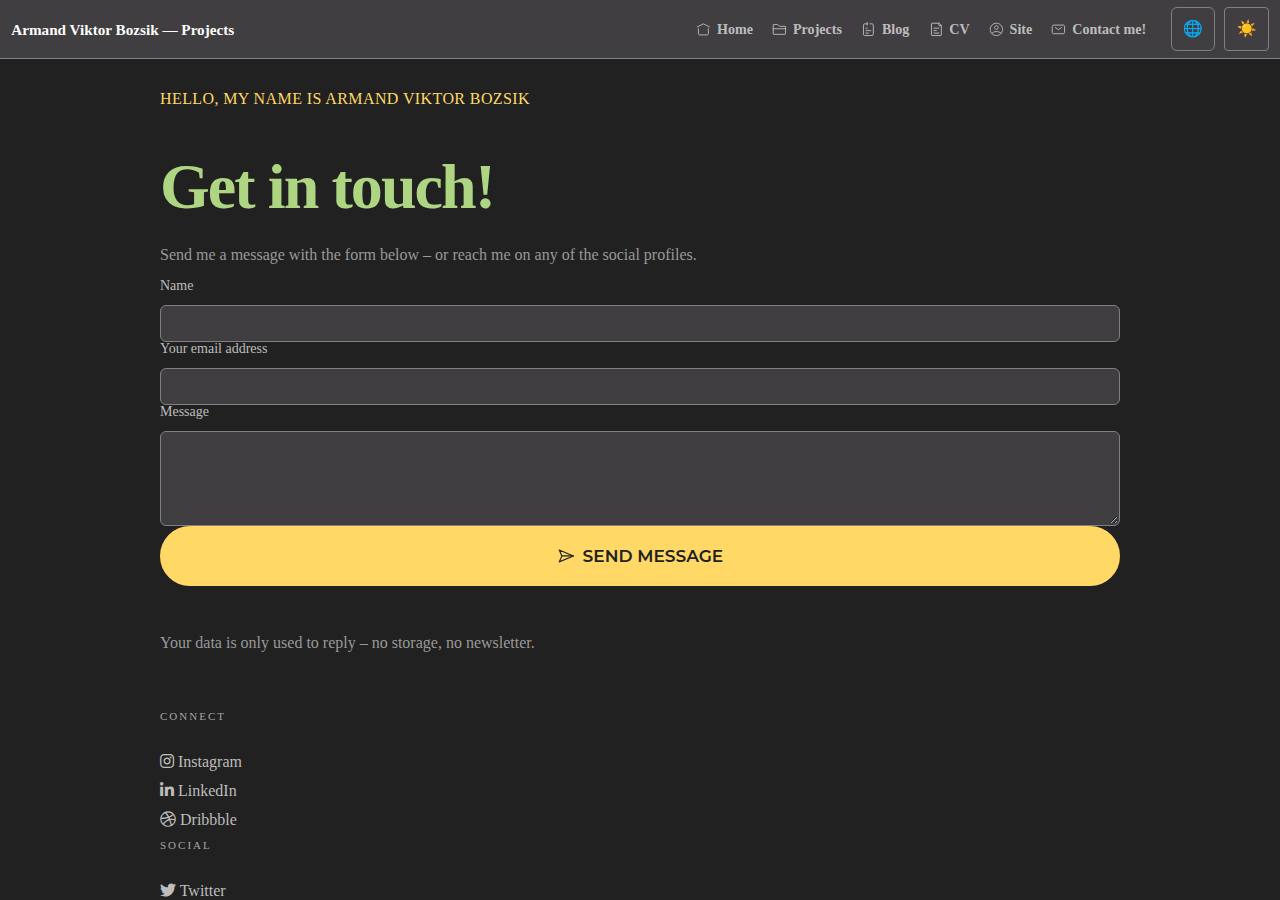 Armand Viktor Bozsik — Projects
Home Projects Blog CV Site Contact me!
HELLO, MY NAME IS ARMAND VIKTOR BOZSIK
Get in touch!
Send me a message with the form below – or reach me on any of the social profiles.
Name
Your email address
Message
SEND MESSAGE
Your data is only used to reply – no storage, no newsletter.
CONNECT
Instagram
LinkedIn
Dribbble
SOCIAL
Twitter